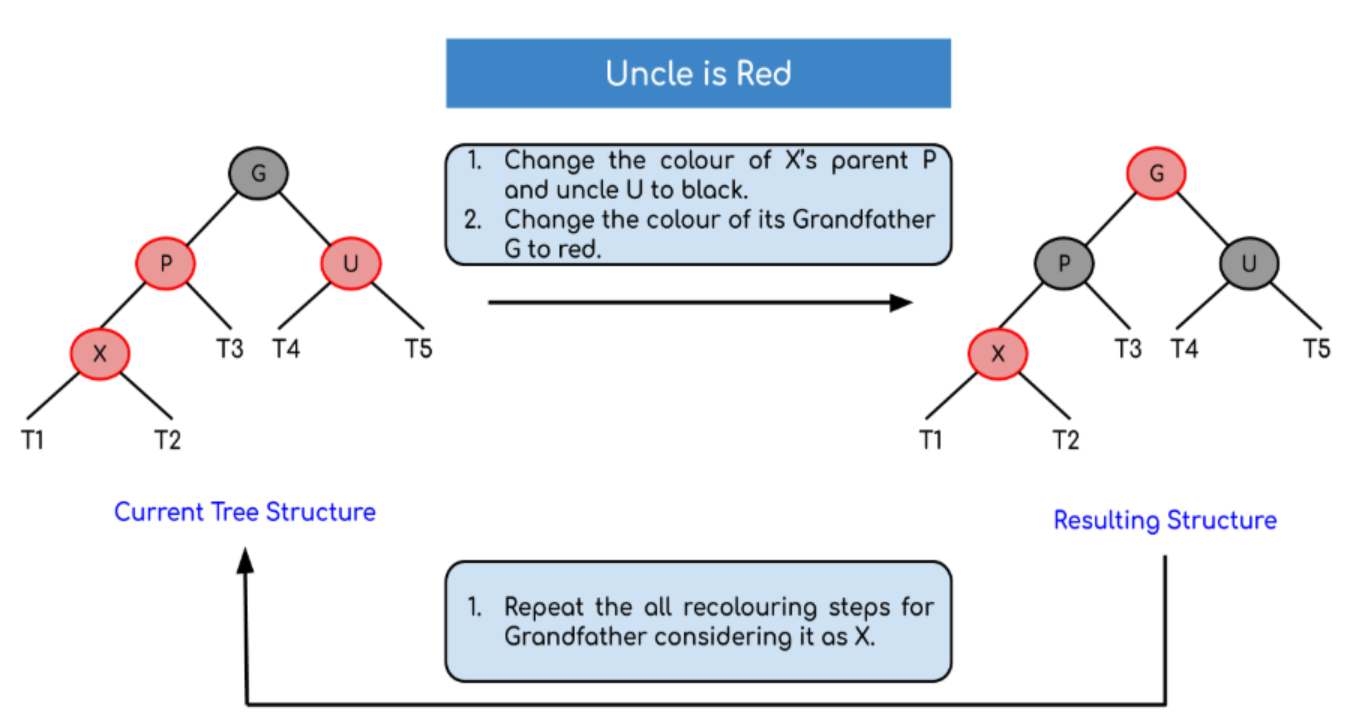 Uncle is Red
1. Change the colour of X's parent P
and uncle U to black.
2. Change the colour of its Grandfather
G to red.
G
P
U
X
T3
T4
T5
T1
T2
Current Tree Structure
G
P
U
X
T3
T4
T5
T1
T2
Resulting Structure
1. Repeat the all recolouring steps for
Grandfather considering it as X.